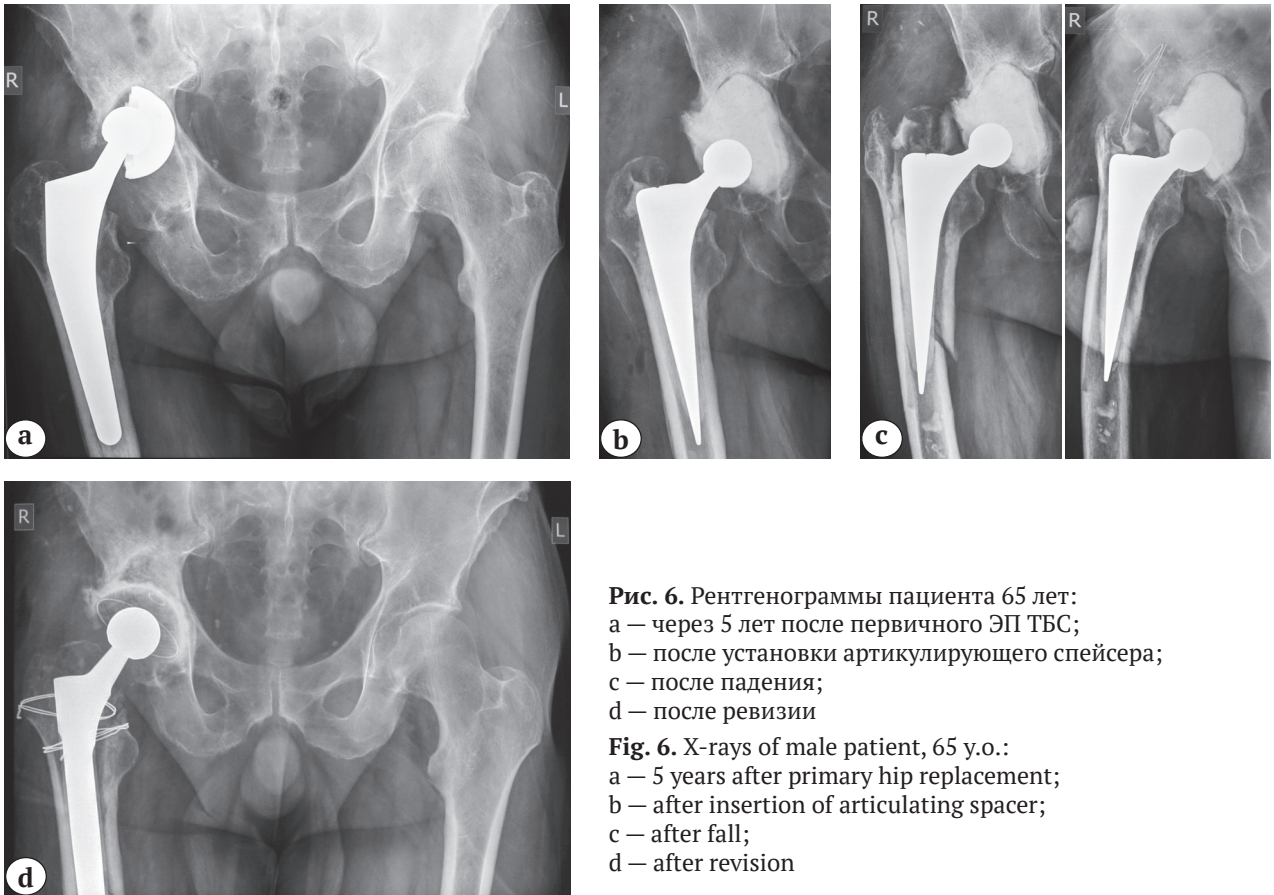 R
L
a
b
R
R
c
R
L
d
Рис. 6. Рентгенограммы пациента 65 лет:
а — через 5 лет после первичного ЭП ТБС;
b — после установки артикулирующего спейсера;
с — после падения;
d — после ревизии
Fig. 6. X-rays of male patient, 65 y.o.:
a — 5 years after primary hip replacement;
b — after insertion of articulating spacer;
c — after fall;
d — after revision